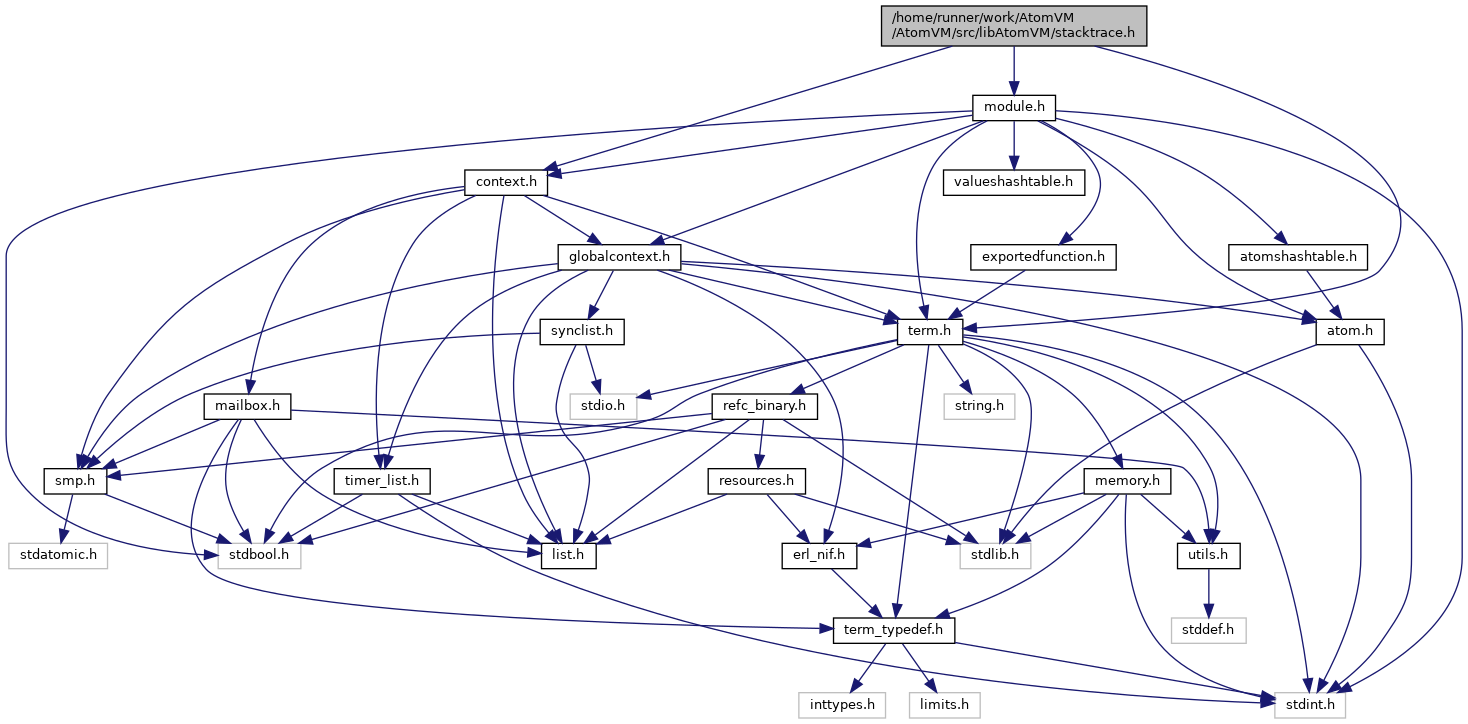 /home/runner/work/AtomVM
/AtomVM/src/libAtomVM/stacktrace.h
module.h
context.h
valueshashtable.h
globalcontext.h
exportedfunction.h
atomshashtable.h
synclist.h
term.h
atom.h
mailbox.h
stdio.h
refc_binary.h
string.h
smp.h
timer_list.h
resources.h
memory.h
stdatomic.h
stdbool.h
list.h
erl_nif.h
stdlib.h
utils.h
term_typedef.h
stddef.h
inttypes.h
limits.h
stdint.h